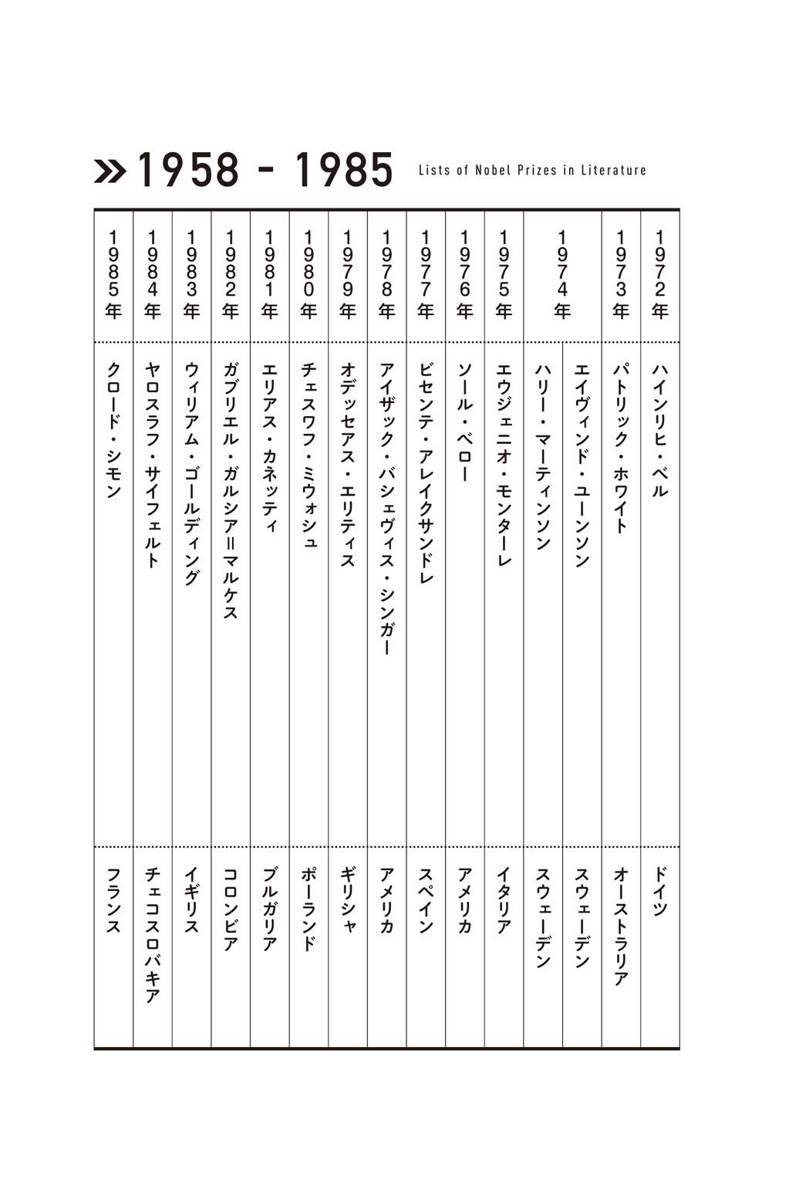 1958 - 1985
Lists of Nobel Prizes in Literature
1972年
ハインリヒ・ベル
ドイツ
1973年
パトリック・ホワイト
オーストラリア
1974年
エイヴィンド・ユーンソン
スウェーデン
ハリー・マーティンソン
スウェーデン
1975年
エウジェニオ・モンターレ
イタリア
1976年
ソール・ベロー
アメリカ
1977年
ビセンテ・アレイクサンドレ
スペイン
1978年
アイザック・バシェヴィス・シンガー
アメリカ
1979年
オデッセアス・エリティス
ギリシャ
1980年
チェスワフ・ミウォシュ
ポーランド
1981年
エリアス・カネッティ
ブルガリア
1982年
ガブリエル・ガルシア=マルケス
コロンビア
1983年
ウィリアム・ゴールディング
イギリス
1984年
ヤロスラフ・サイフェルト
チェコスロバキア
1985年
クロード・シモン
フランス